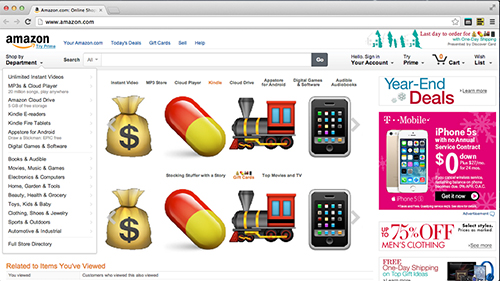 Amazon.com: Online Shop
www.amazon.com
amazon
Try Prime
Your Amazon.com
Today's Deals
Gift Cards
Sell
Help
Last day to order for
with One-Day Shipping
Presented by Discover Card
Shop by
Department
Search
All
Go
Hello. Sign in
Your Account
Try
Prime
0
Cart
Wish
List
Unlimited Instant Videos
MP3s & Cloud Player
20 million songs, play anywhere
Amazon Cloud Drive
5 GB of free storage
Kindle E-readers
Kindle Fire Tablets
Appstore for Android
Digital Games & Software
Books & Audible
Movies, Music & Games
Electronics & Computers
Home, Garden & Tools
Beauty, Health & Grocery
Toys, Kids & Baby
Clothing, Shoes & Jewelry
Sports & Outdoors
Automotive & Industrial
Full Store Directory
Instant Video
MP3 Store
Cloud Player
Kindle
Cloud Drive
Appstore
for Android
Digital Games
& Software
Audible
Audiobooks
Stocking Stuffer with a Story
Gift Cards
Top Movies and TV
Related to Items You've Viewed
You viewed
Customers who viewed this also viewed
Year-End
Deals
Learn more
T-Mobile
iPhone 5s
with no Annual
Service Contract
$0
down
Plus $27/mo.
for 24 mos.
Get it now
Advertisement
UP TO 75% OFF
MEN'S CLOTHING
Select styles.
Prices as marked.
FREE
One-Day Shipping
on Top Gift Ideas
Learn more